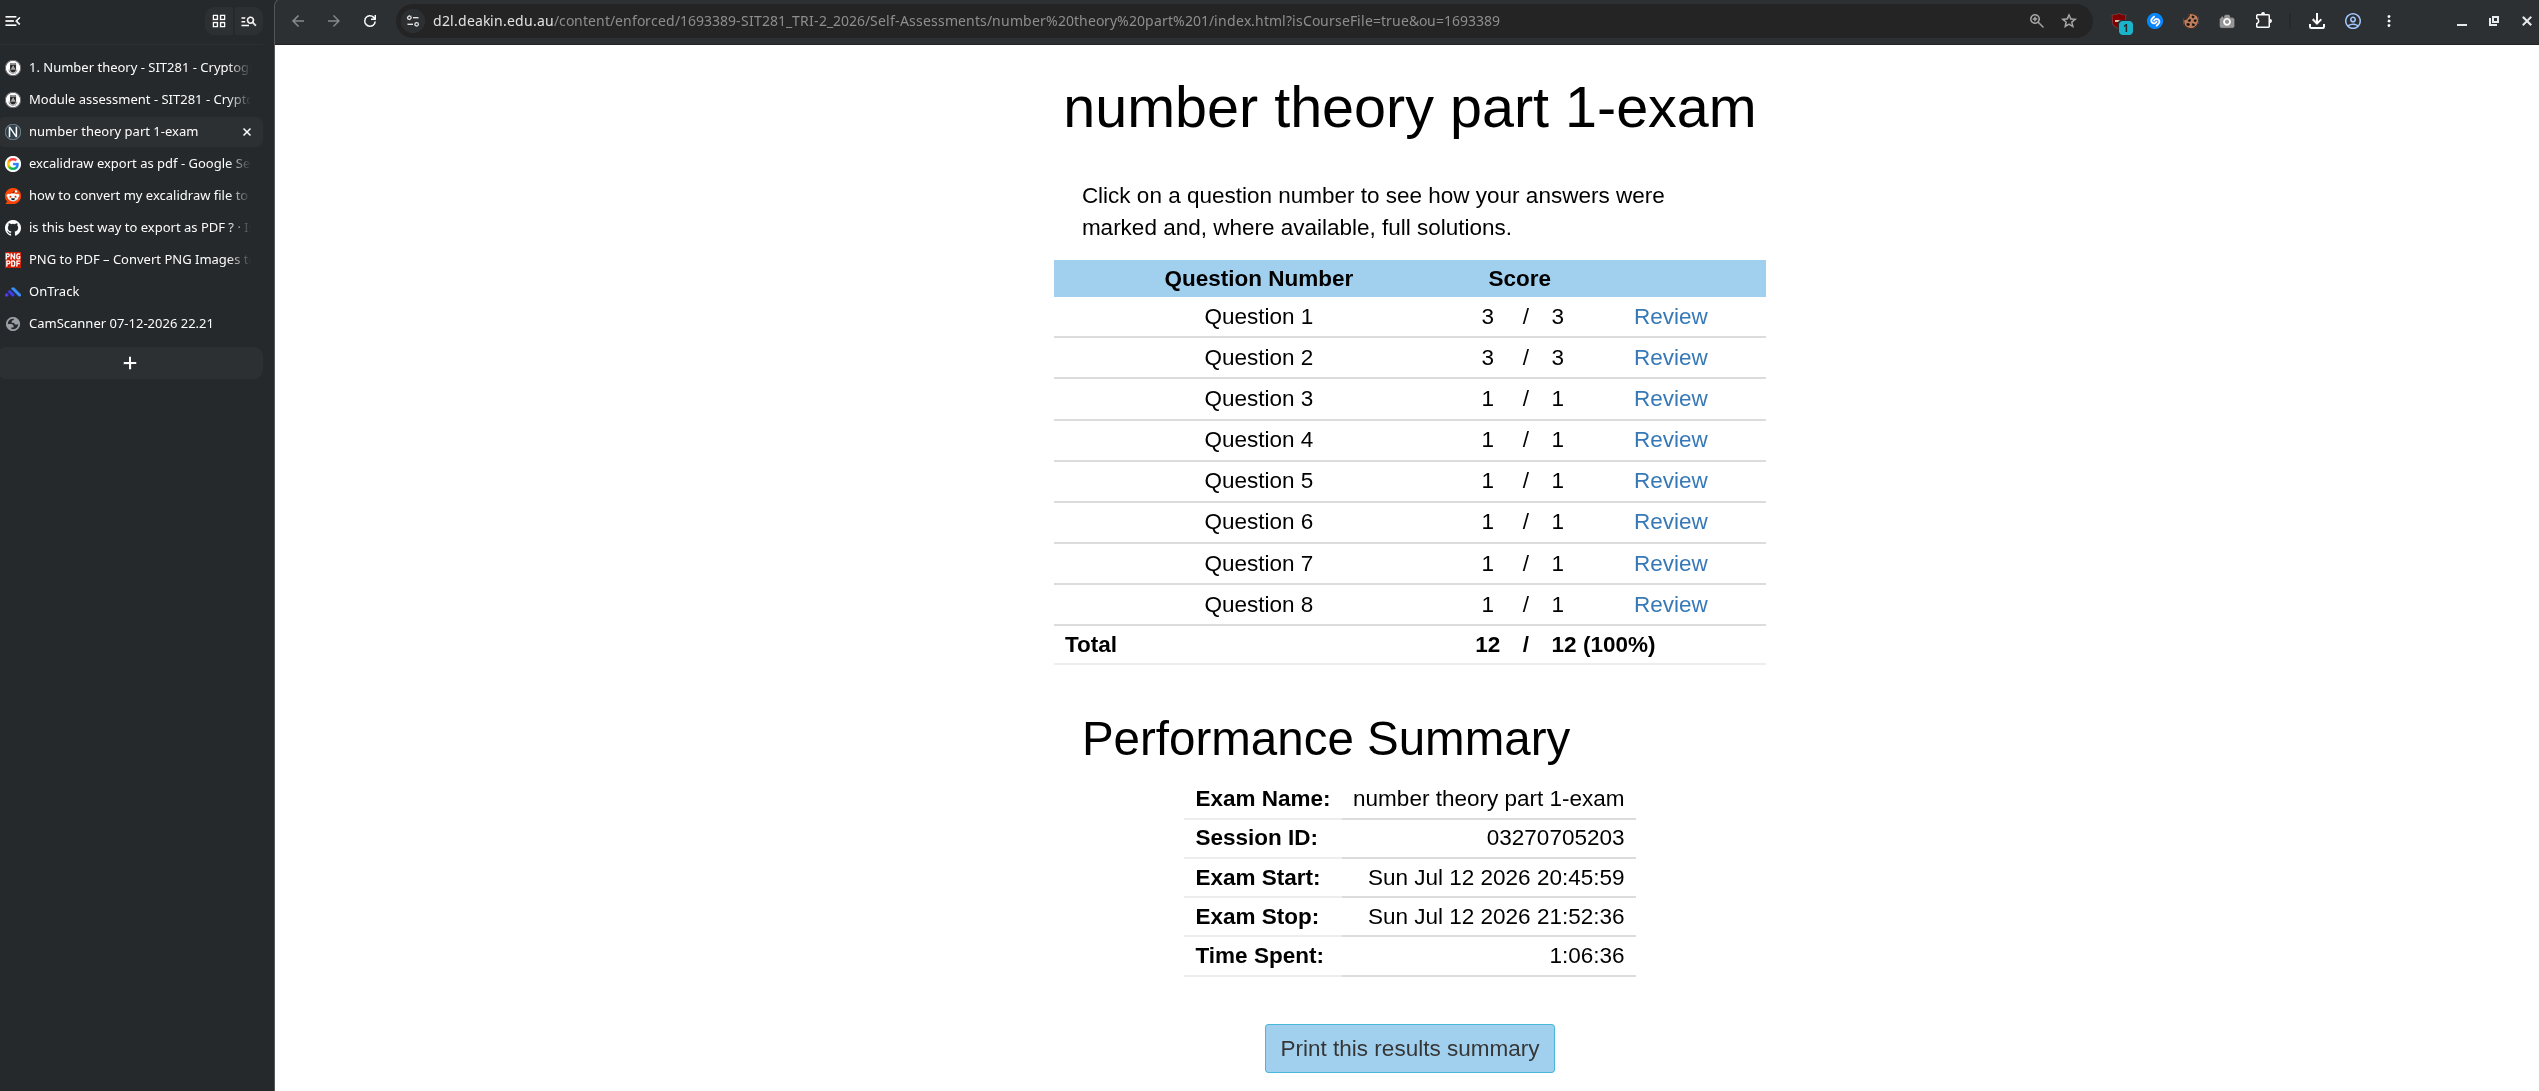 d2l.deakin.edu.au/content/enforced/1693389-SIT281_TRI-2_2026/Self-Assessments/number%20theory%20part%201/index.html?isCourseFile=true&ou=1693389
1
1. Number theory - SIT281 - Cryptog
Module assessment - SIT281 - Crypto
number theory part 1-exam
excalidraw export as pdf - Google Se
how to convert my excalidraw file to
is this best way to export as PDF ? · I
PNG to PDF – Convert PNG Images t
OnTrack
CamScanner 07-12-2026 22.21
number theory part 1-exam
Click on a question number to see how your answers were
marked and, where available, full solutions.
Question Number Score
Question 1 3 / 3 Review
Question 2 3 / 3 Review
Question 3 1 / 1 Review
Question 4 1 / 1 Review
Question 5 1 / 1 Review
Question 6 1 / 1 Review
Question 7 1 / 1 Review
Question 8 1 / 1 Review
Total 12 / 12 (100%)
Performance Summary
Exam Name: number theory part 1-exam
Session ID: 03270705203
Exam Start: Sun Jul 12 2026 20:45:59
Exam Stop: Sun Jul 12 2026 21:52:36
Time Spent: 1:06:36
Print this results summary